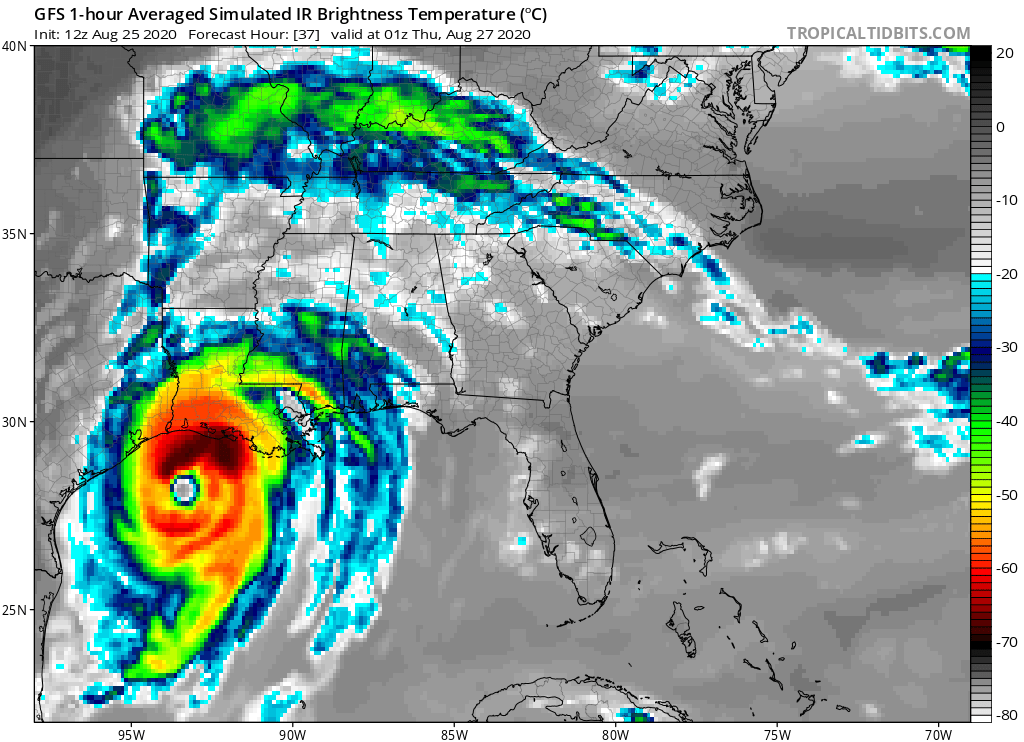 GFS 1-hour Averaged Simulated IR Brightness Temperature (°C)
Init: 12z Aug 25 2020 Forecast Hour: [37] valid at 01z Thu, Aug 27 2020
TROPICALTIDBITS.COM
40N
35N
30N
25N
95W
90W
85W
80W
75W
70W
20
0
-10
-20
-30
-40
-50
-60
-70
-80